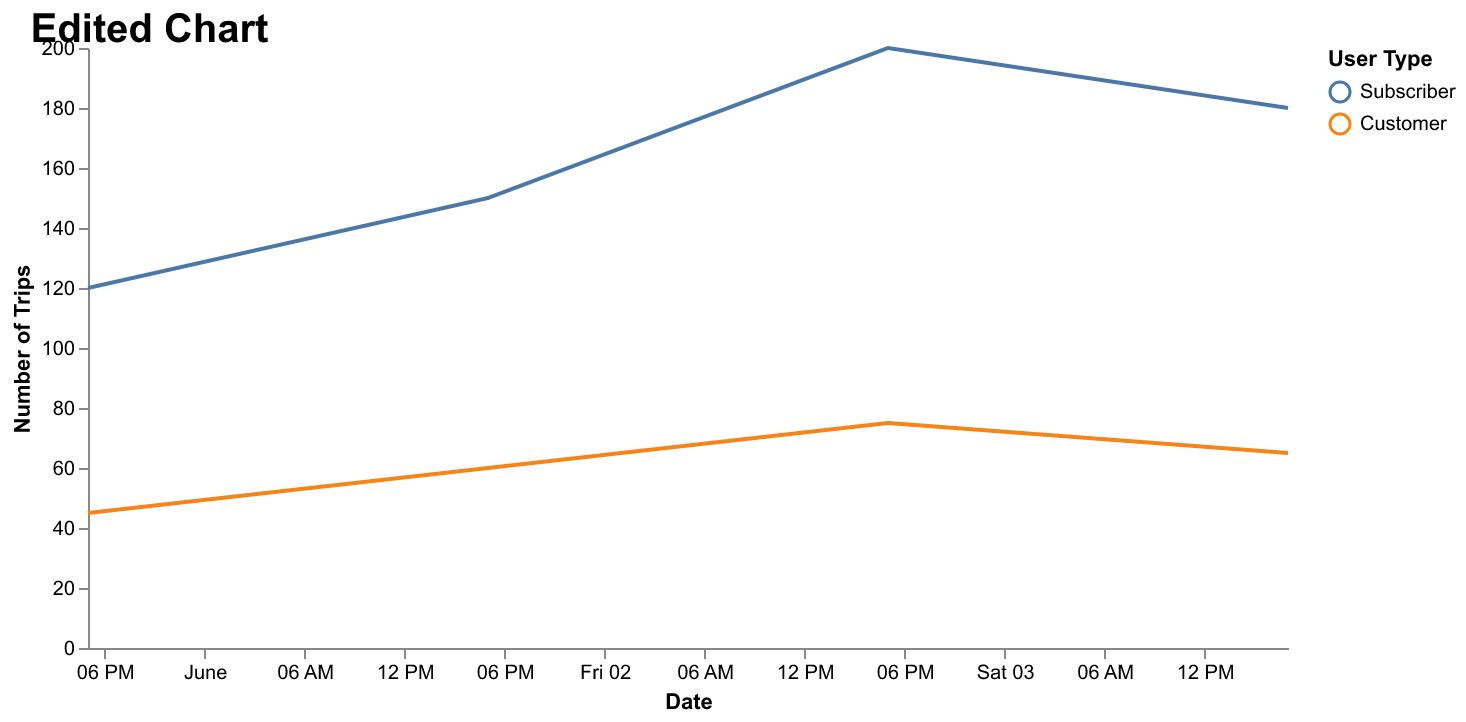 Edited Chart
200
180
160
140
120
100
80
60
40
20
0
Number of Trips
06 PM June 06 AM 12 PM 06 PM Fri 02 06 AM 12 PM 06 PM Sat 03 06 AM 12 PM
Date
User Type
Subscriber
Customer